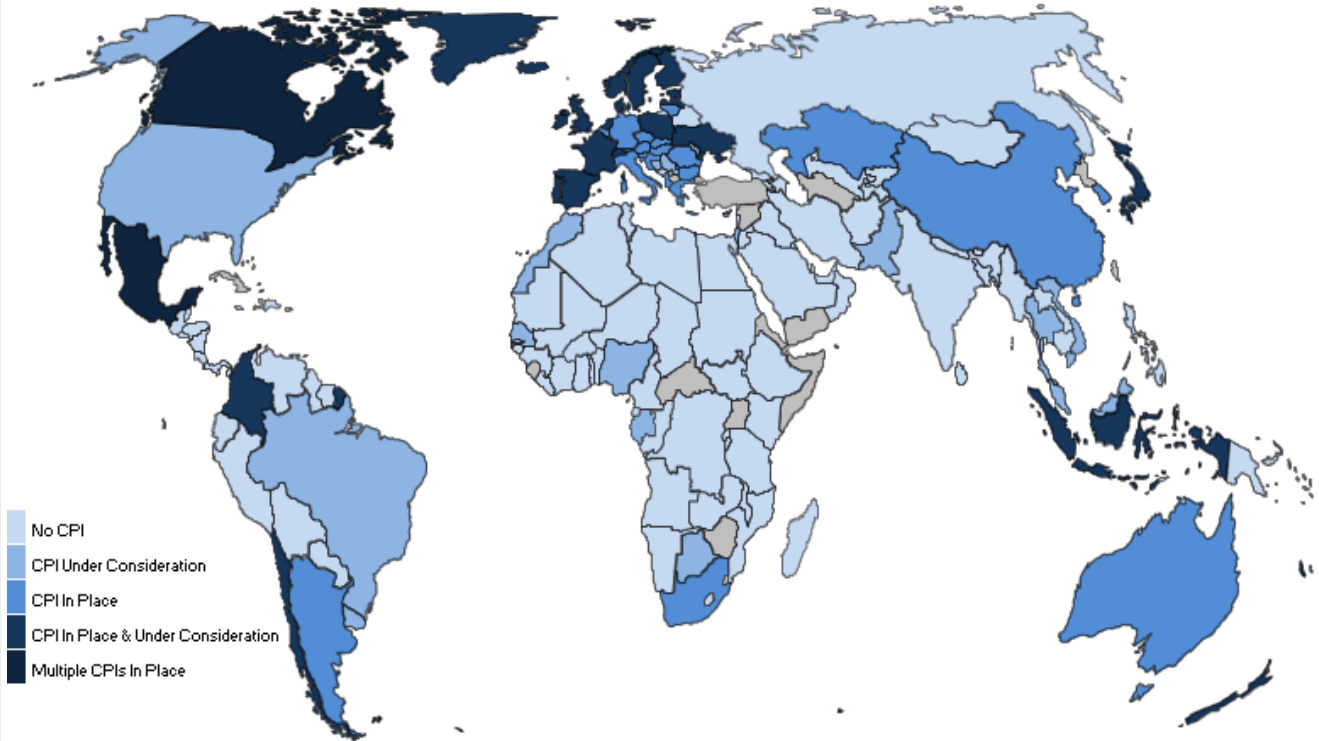 No CPI
CPI Under Consideration
CPI In Place
CPI In Place & Under Consideration
Multiple CPIs In Place